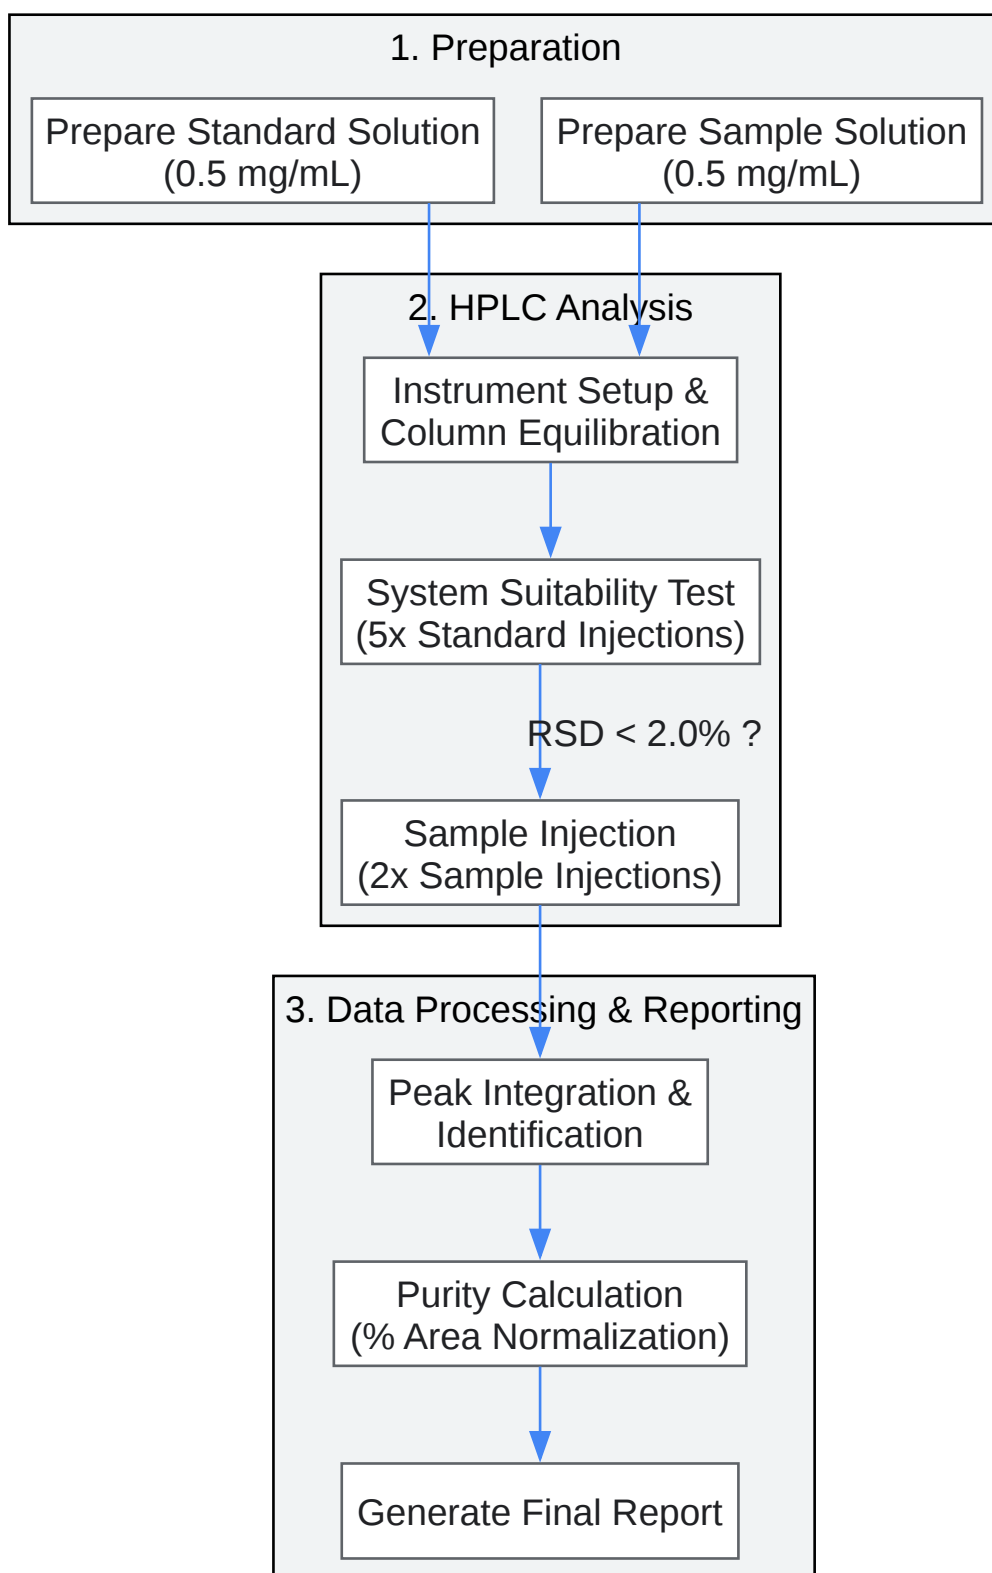 1. Preparation
Prepare Standard Solution
(0.5 mg/mL)
Prepare Sample Solution
(0.5 mg/mL)
2. HPLC Analysis
Instrument Setup &
Column Equilibration
System Suitability Test
(5x Standard Injections)
RSD < 2.0% ?
Sample Injection
(2x Sample Injections)
3. Data Processing & Reporting
Peak Integration &
Identification
Purity Calculation
(% Area Normalization)
Generate Final Report